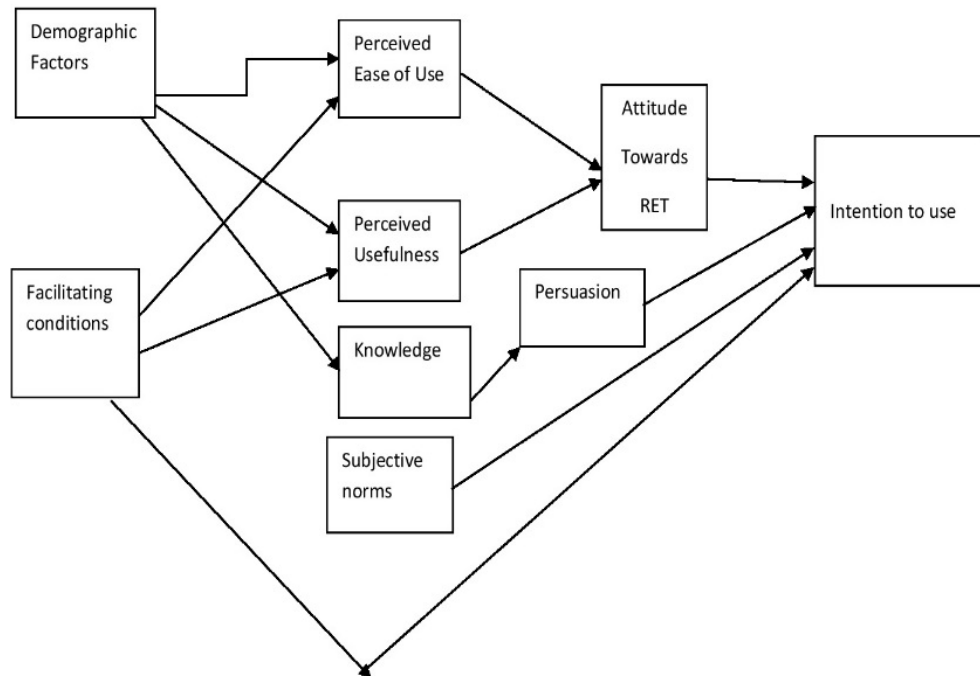 Demographic
Factors
Perceived
Ease of Use
Attitude
Towards
RET
Intention to use
Perceived
Usefulness
Facilitating
conditions
Persuasion
Knowledge
Subjective
norms